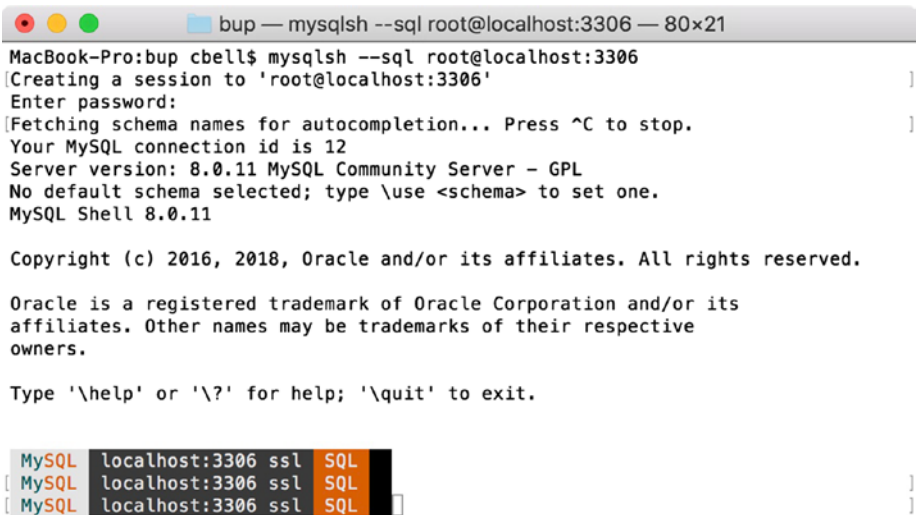 bup — mysqlsh --sql root@localhost:3306 — 80×21
MacBook-Pro:bup cbell$ mysqlsh --sql root@localhost:3306
[Creating a session to 'root@localhost:3306' ]
Enter password:
[Fetching schema names for autocompletion... Press ^C to stop. ]
Your MySQL connection id is 12
Server version: 8.0.11 MySQL Community Server – GPL
No default schema selected; type \use <schema> to set one.
MySQL Shell 8.0.11
Copyright (c) 2016, 2018, Oracle and/or its affiliates. All rights reserved.
Oracle is a registered trademark of Oracle Corporation and/or its
affiliates. Other names may be trademarks of their respective
owners.
Type '\help' or '\?' for help; '\quit' to exit.
MySQL localhost:3306 ssl SQL
[ MySQL localhost:3306 ssl SQL ]
[ MySQL localhost:3306 ssl SQL ]